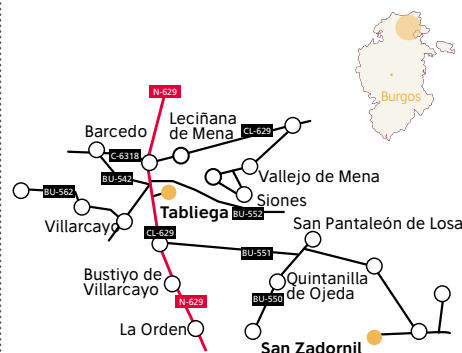 N-629
Burgos
Leciñana
de Mena
CL-629
Barcedo
C-6318
BU-542
Vallejo de Mena
BU-562
Siones
Tabliega
BU-552
Villarcayo
San Pantaleón de Losa
CL-629
BU-551
Bustiyo de
Villarcayo
Quintanilla
de Ojeda
N-629
BU-550
La Orden
San Zadornil